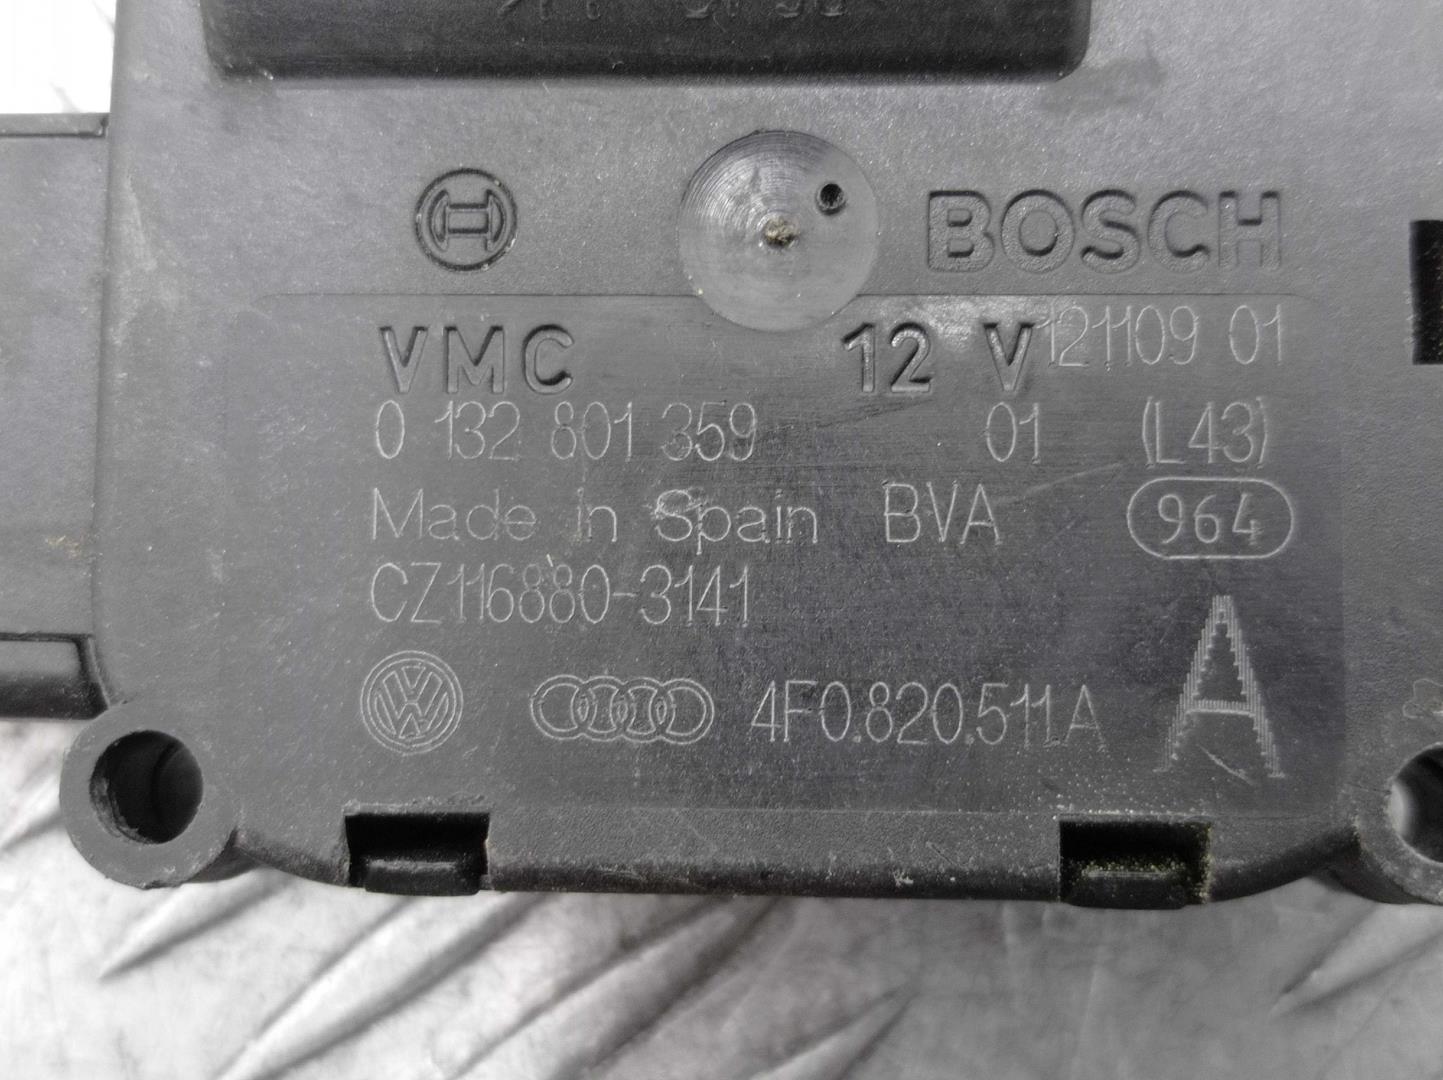 BOSCH
VMC 12 V 121109 01
0 132 801 359 01 (L43)
Made in Spain BVA 964
CZ116880-3141
4F0.820.511.A A